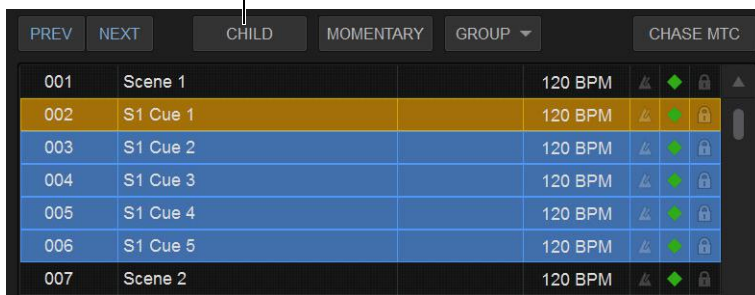 PREV NEXT CHILD MOMENTARY GROUP CHASE MTC
001 Scene 1 120 BPM
002 S1 Cue 1 120 BPM
003 S1 Cue 2 120 BPM
004 S1 Cue 3 120 BPM
005 S1 Cue 4 120 BPM
006 S1 Cue 5 120 BPM
007 Scene 2 120 BPM